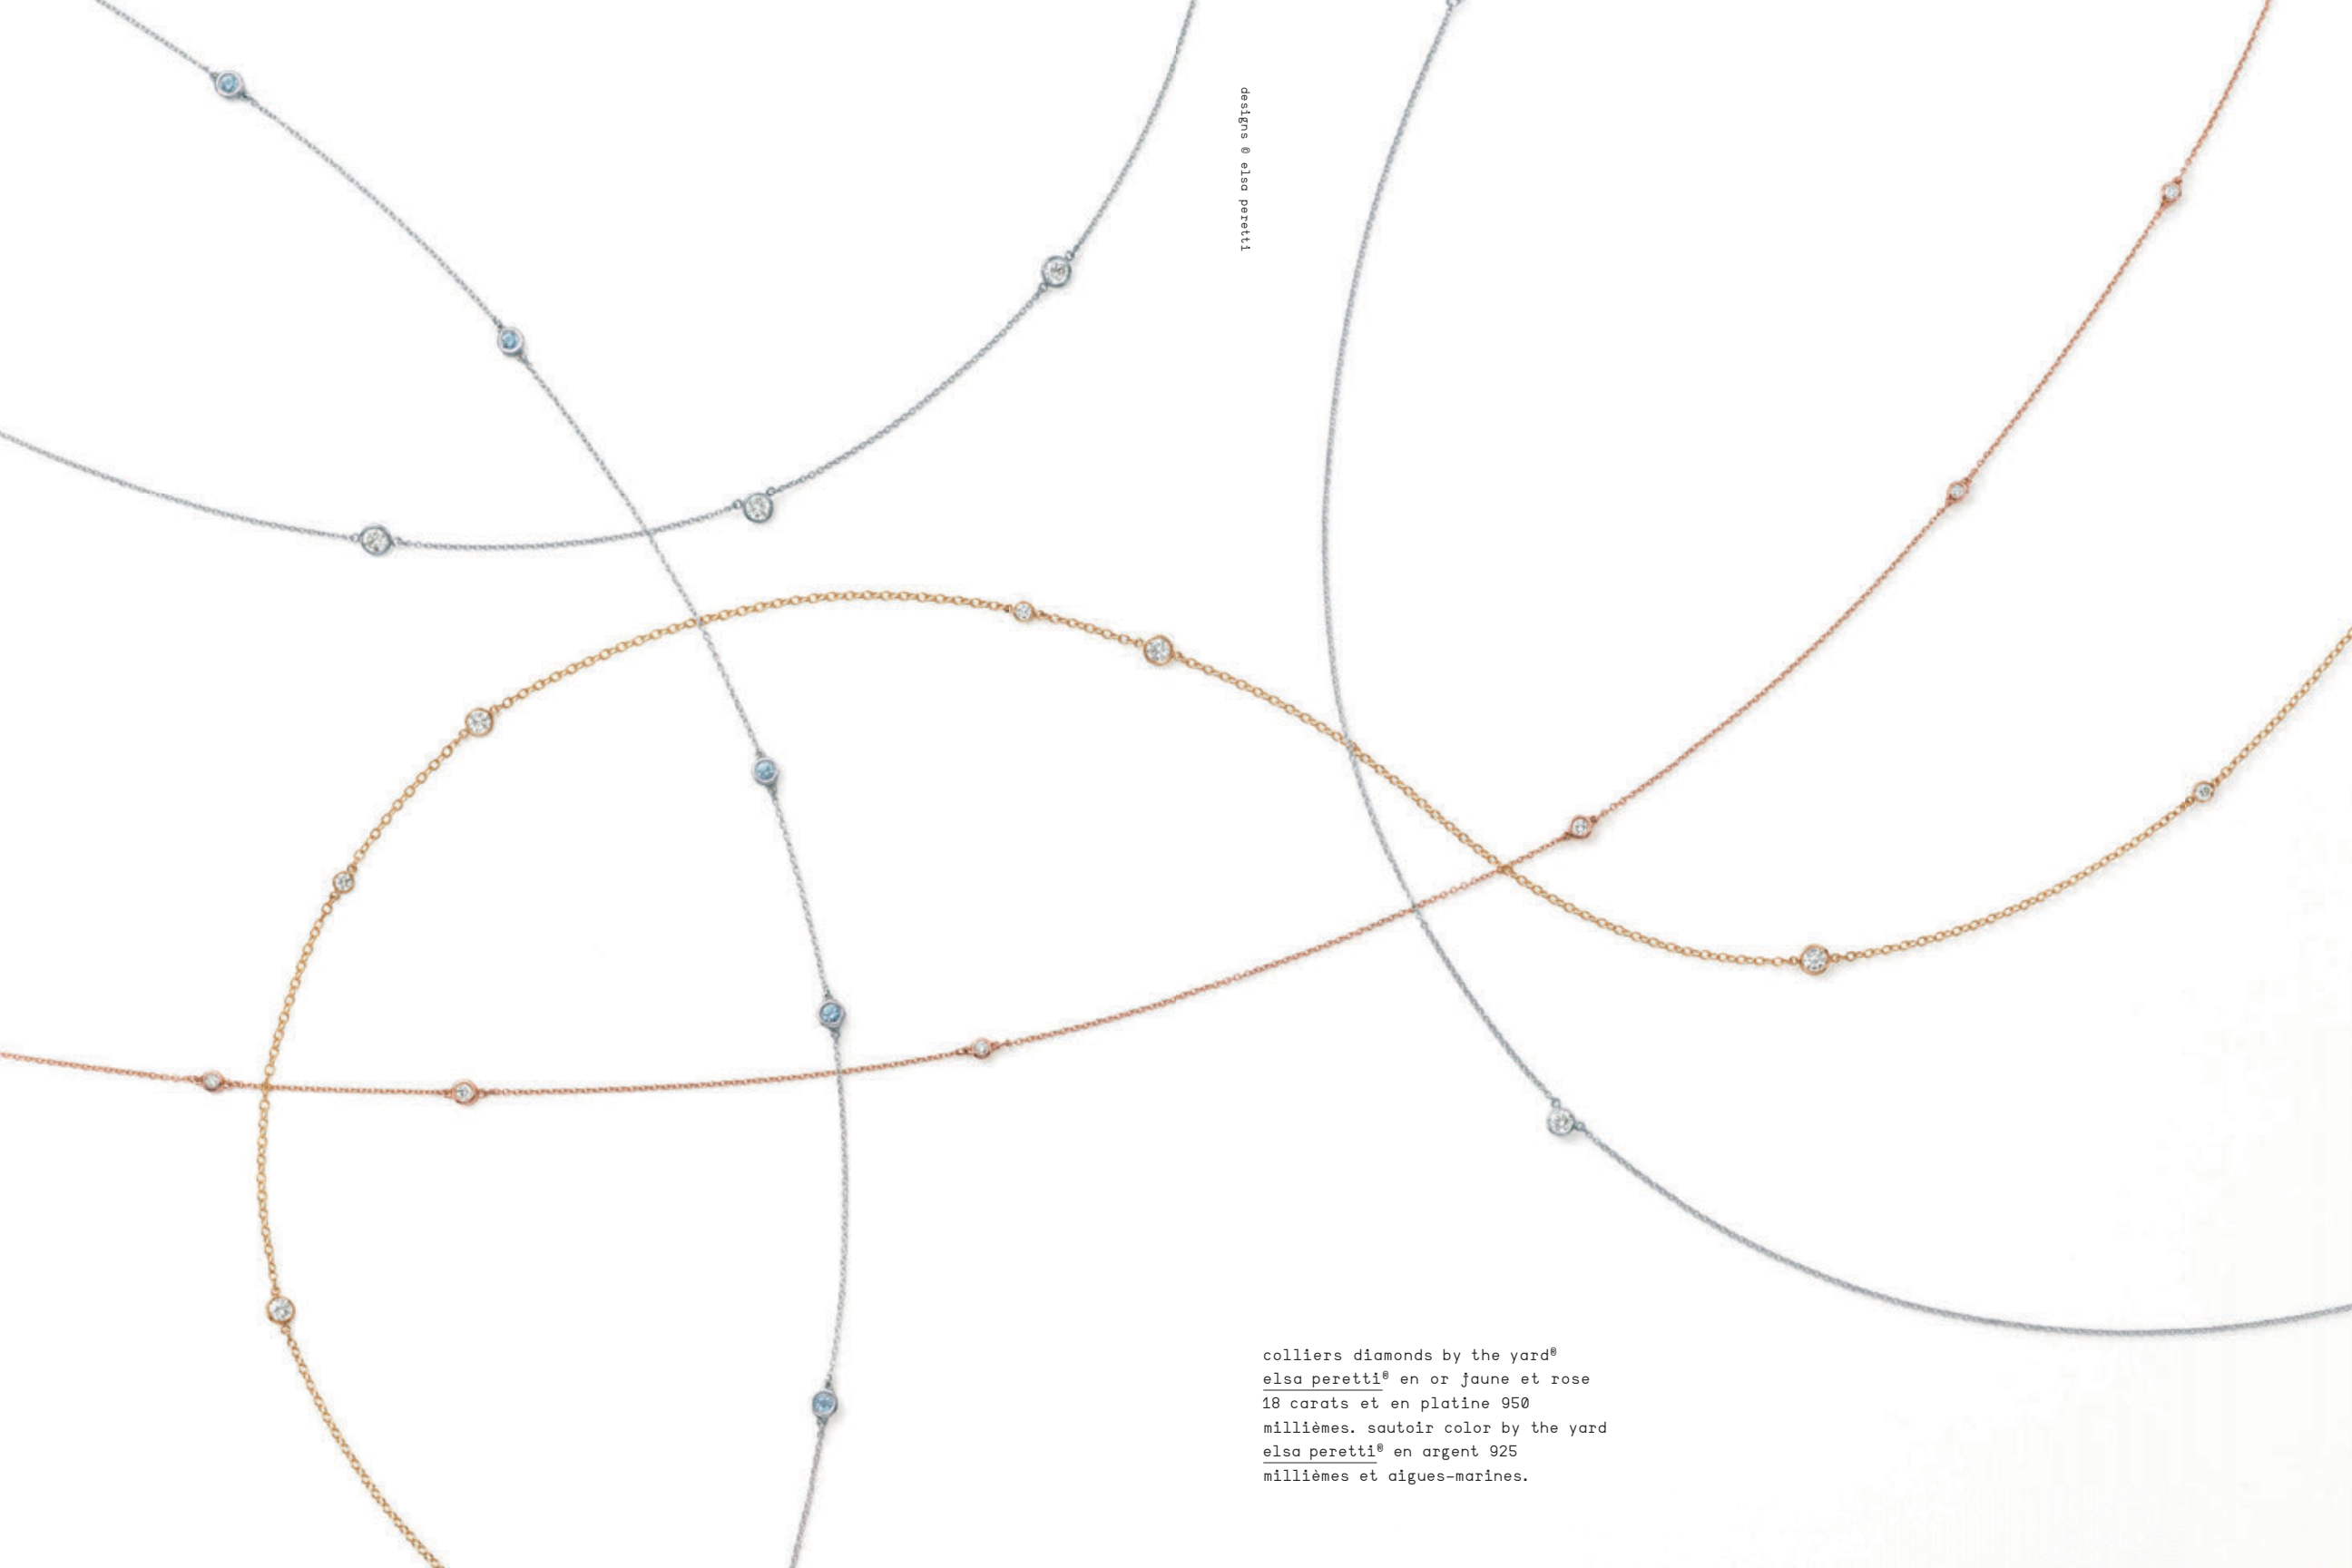 designs © elsa peretti
colliers diamonds by the yard®
elsa peretti® en or jaune et rose
18 carats et en platine 950
millièmes. sautoir color by the yard
elsa peretti® en argent 925
millièmes et aigues-marines.